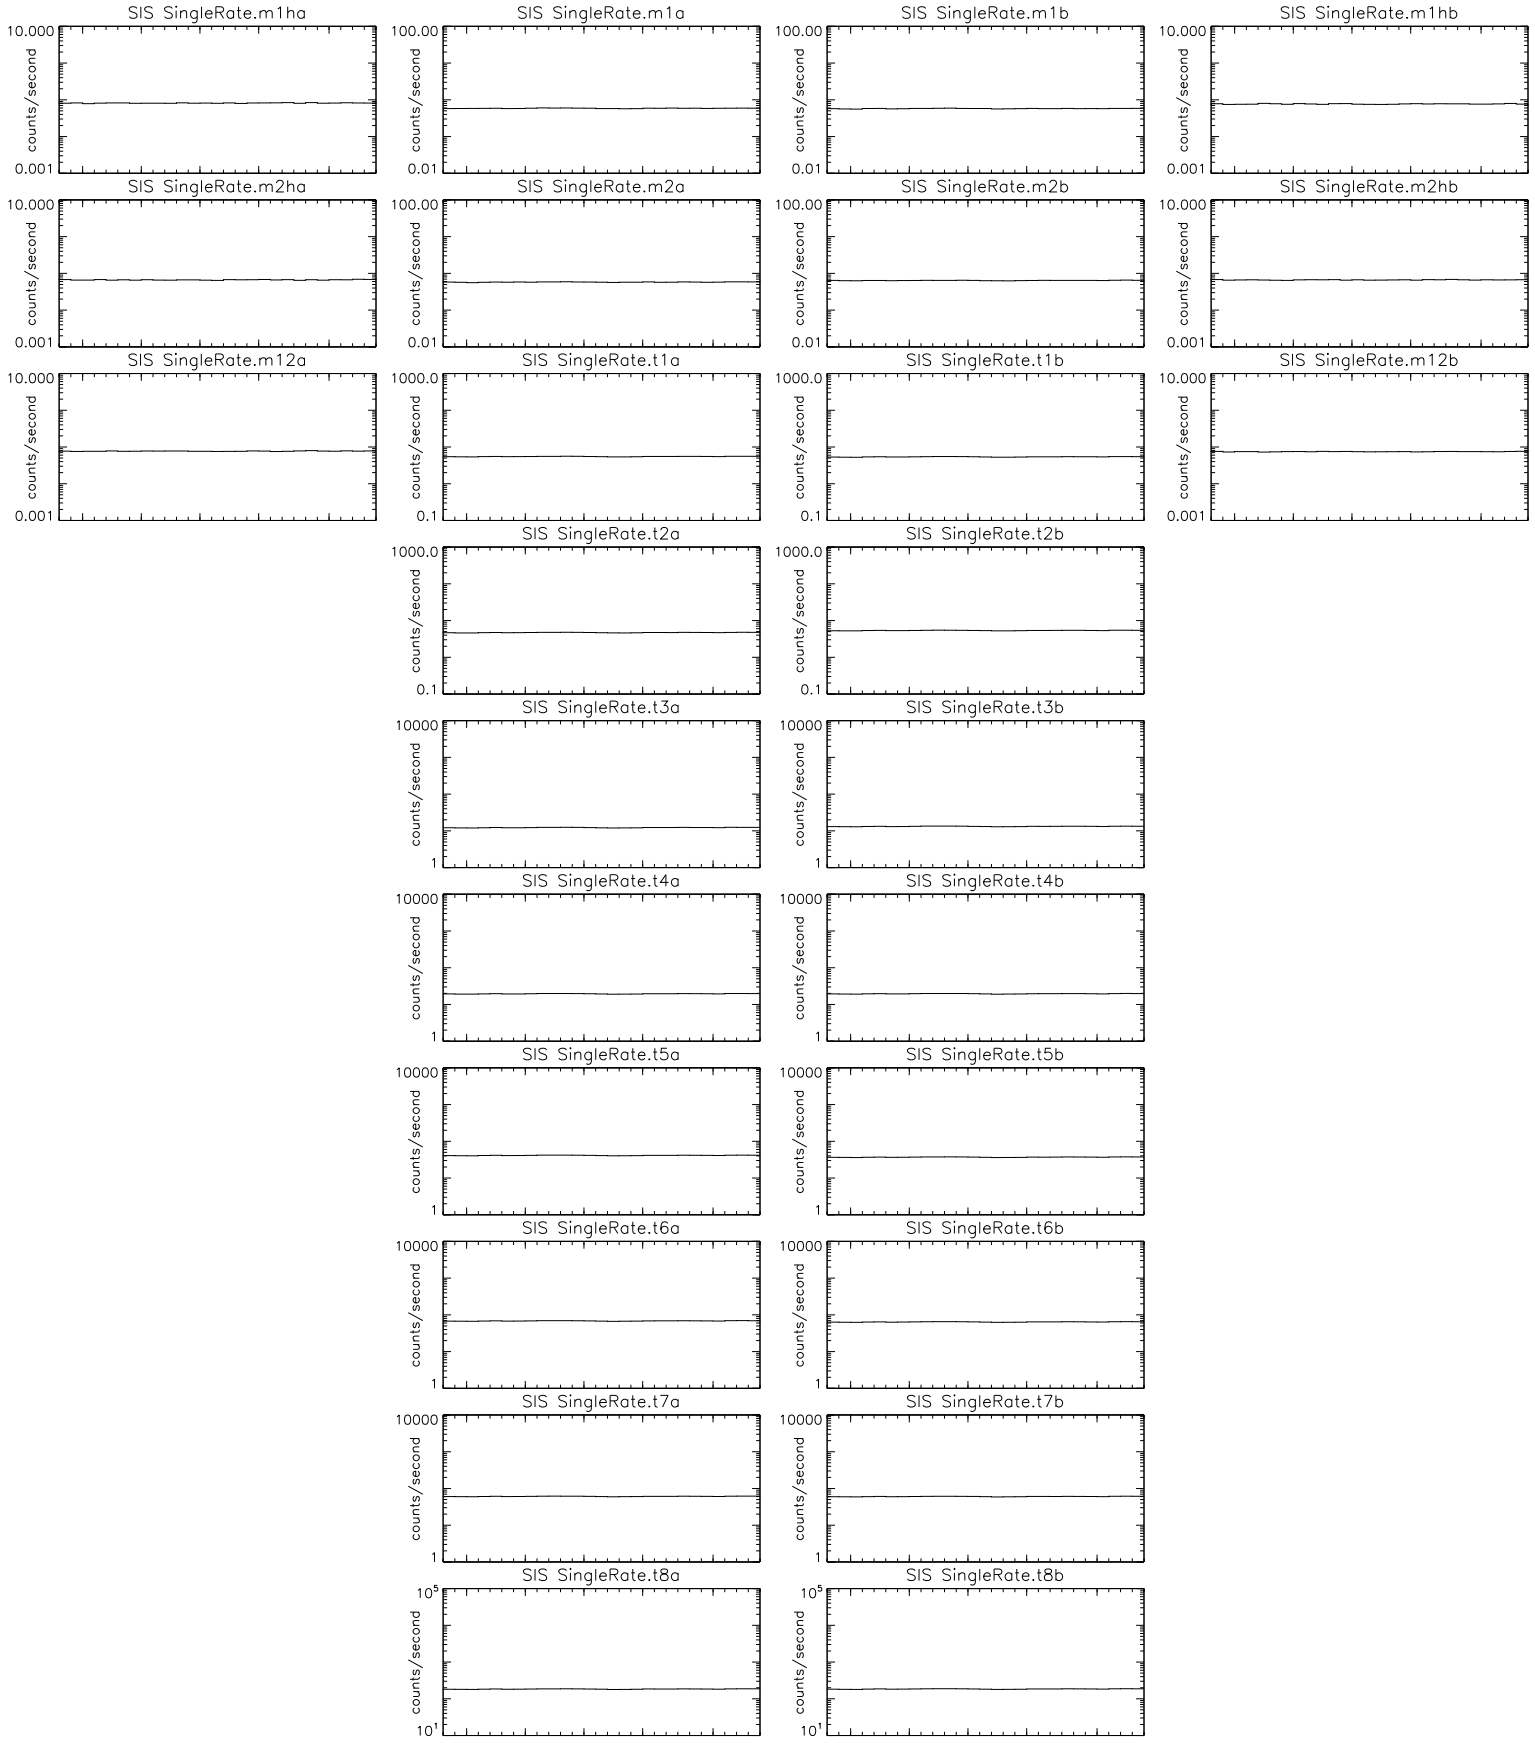 SIS SingleRate.m1ha
10.000
counts/second
0.001
SIS SingleRate.m1a
100.00
counts/second
0.01
SIS SingleRate.m1b
100.00
counts/second
0.01
SIS SingleRate.m1hb
10.000
counts/second
0.001
SIS SingleRate.m2ha
10.000
counts/second
0.001
SIS SingleRate.m2a
100.00
counts/second
0.01
SIS SingleRate.m2b
100.00
counts/second
0.01
SIS SingleRate.m2hb
10.000
counts/second
0.001
SIS SingleRate.m12a
10.000
counts/second
0.001
SIS SingleRate.t1a
1000.0
counts/second
0.1
SIS SingleRate.t1b
1000.0
counts/second
0.1
SIS SingleRate.m12b
10.000
counts/second
0.001
SIS SingleRate.t2a
1000.0
counts/second
0.1
SIS SingleRate.t2b
1000.0
counts/second
0.1
SIS SingleRate.t3a
10000
counts/second
1
SIS SingleRate.t3b
10000
counts/second
1
SIS SingleRate.t4a
10000
counts/second
1
SIS SingleRate.t4b
10000
counts/second
1
SIS SingleRate.t5a
10000
counts/second
1
SIS SingleRate.t5b
10000
counts/second
1
SIS SingleRate.t6a
10000
counts/second
1
SIS SingleRate.t6b
10000
counts/second
1
SIS SingleRate.t7a
10000
counts/second
1
SIS SingleRate.t7b
10000
counts/second
1
SIS SingleRate.t8a
10⁵
counts/second
10¹
SIS SingleRate.t8b
10⁵
counts/second
10¹